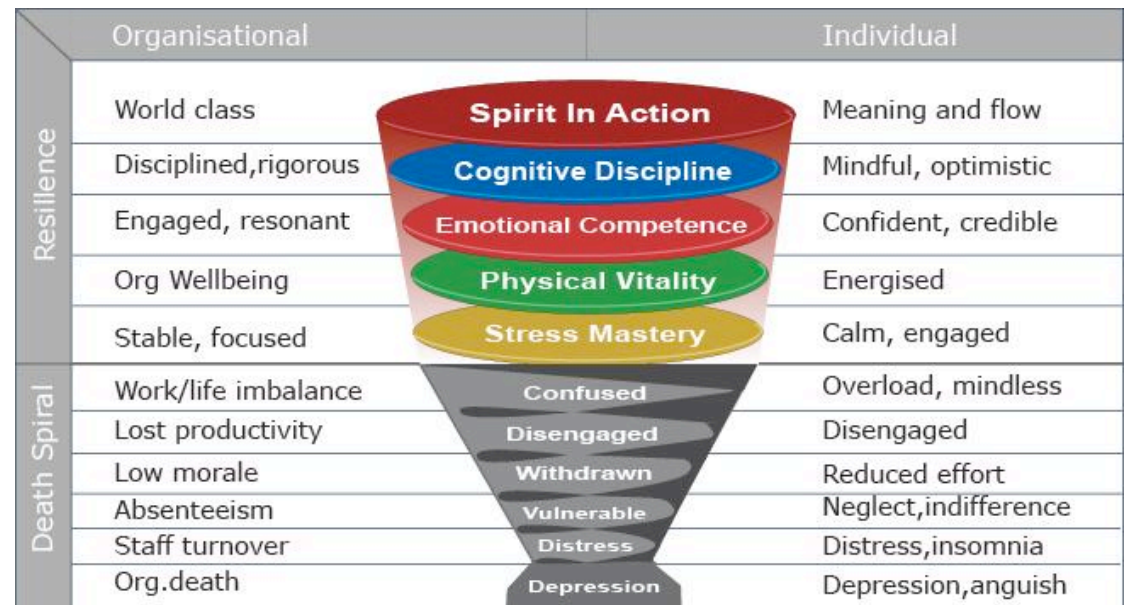 Organisational Individual
Resillence
World class Spirit In Action Meaning and flow
Disciplined,rigorous Cognitive Discipline Mindful, optimistic
Engaged, resonant Emotional Competence Confident, credible
Org Wellbeing Physical Vitality Energised
Stable, focused Stress Mastery Calm, engaged
Death Spiral
Work/life imbalance Confused Overload, mindless
Lost productivity Disengaged Disengaged
Low morale Withdrawn Reduced effort
Absenteeism Vulnerable Neglect,indifference
Staff turnover Distress Distress,insomnia
Org.death Depression Depression,anguish